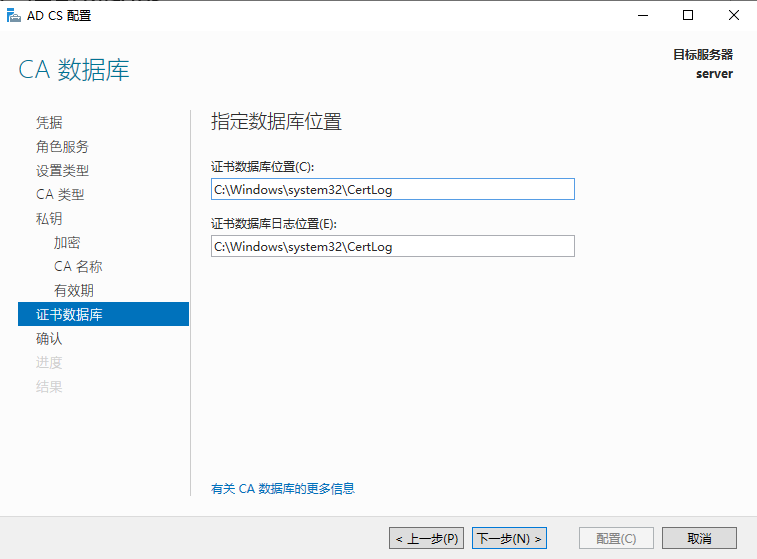 AD CS 配置
CA 数据库
目标服务器
server
凭据
角色服务
设置类型
CA 类型
私钥
加密
CA 名称
有效期
证书数据库
确认
进度
结果
指定数据库位置
证书数据库位置(C):
C:\Windows\system32\CertLog
证书数据库日志位置(E):
C:\Windows\system32\CertLog
有关 CA 数据库的更多信息
< 上一步(P)
下一步(N) >
配置(C)
取消